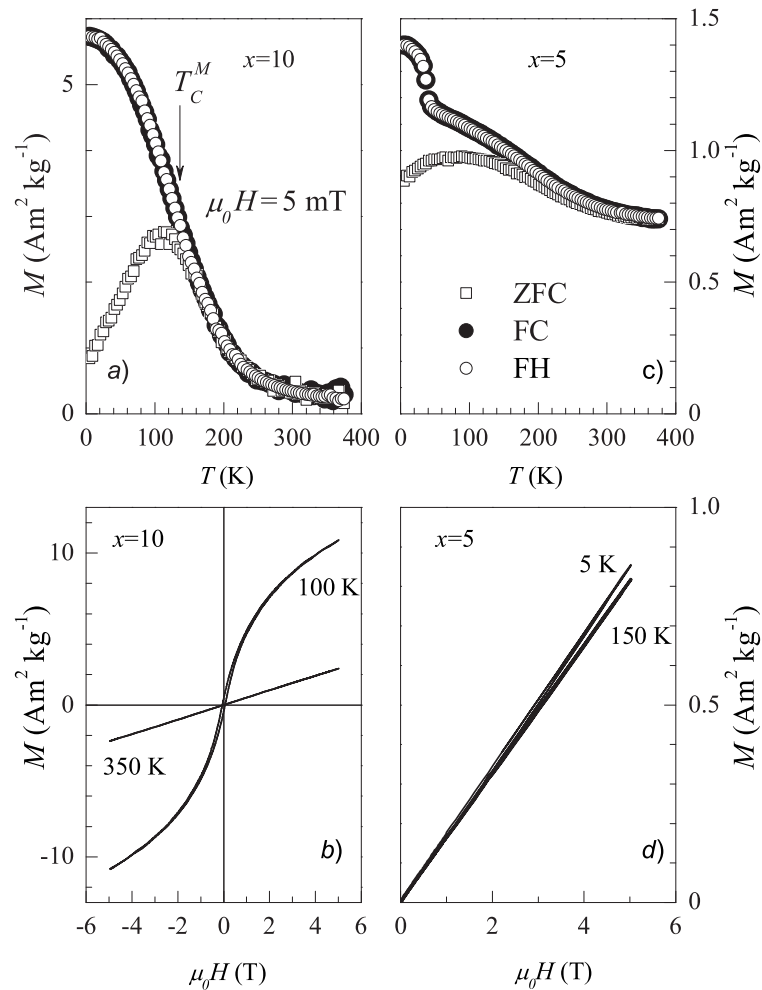 x=10
T_C^M
μ₀H = 5 mT
5
0
M (Am² kg⁻¹)
a)
0 100 200 300 400
T (K)
x=5
1.5
1.0
0.5
0.0
M (Am² kg⁻¹)
ZFC
FC
FH
c)
0 100 200 300 400
T (K)
x=10
10
0
-10
M (Am² kg⁻¹)
100 K
350 K
b)
-6 -4 -2 0 2 4 6
μ₀H (T)
x=5
1.0
0.5
0
M (Am² kg⁻¹)
5 K
150 K
d)
0 2 4 6
μ₀H (T)